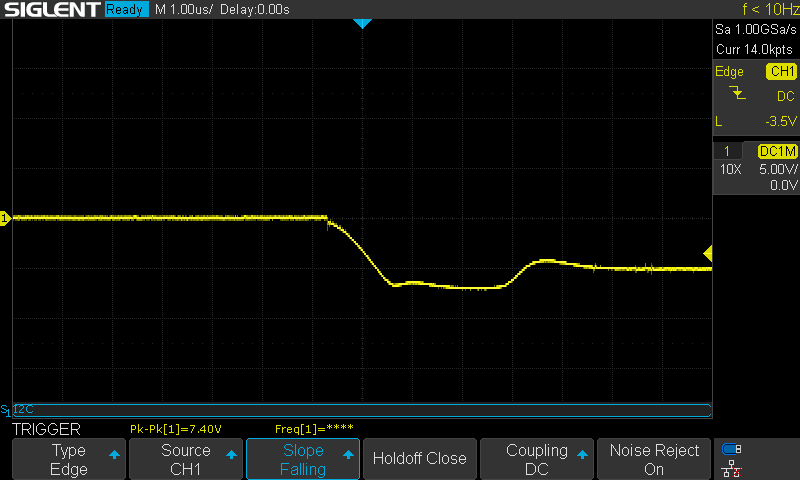 SIGLENT Ready M 1.00us/ Delay:0.00s f < 10Hz
Sa 1.00GSa/s
Curr 14.0kpts
Edge CH1
DC
L -3.5V
1 DC1M
10X 5.00V/
0.0V
1
S1 I2C
TRIGGER Pk-Pk[1]=7.40V Freq[1]=****
Type
Edge
Source
CH1
Slope
Falling
Holdoff Close
Coupling
DC
Noise Reject
On